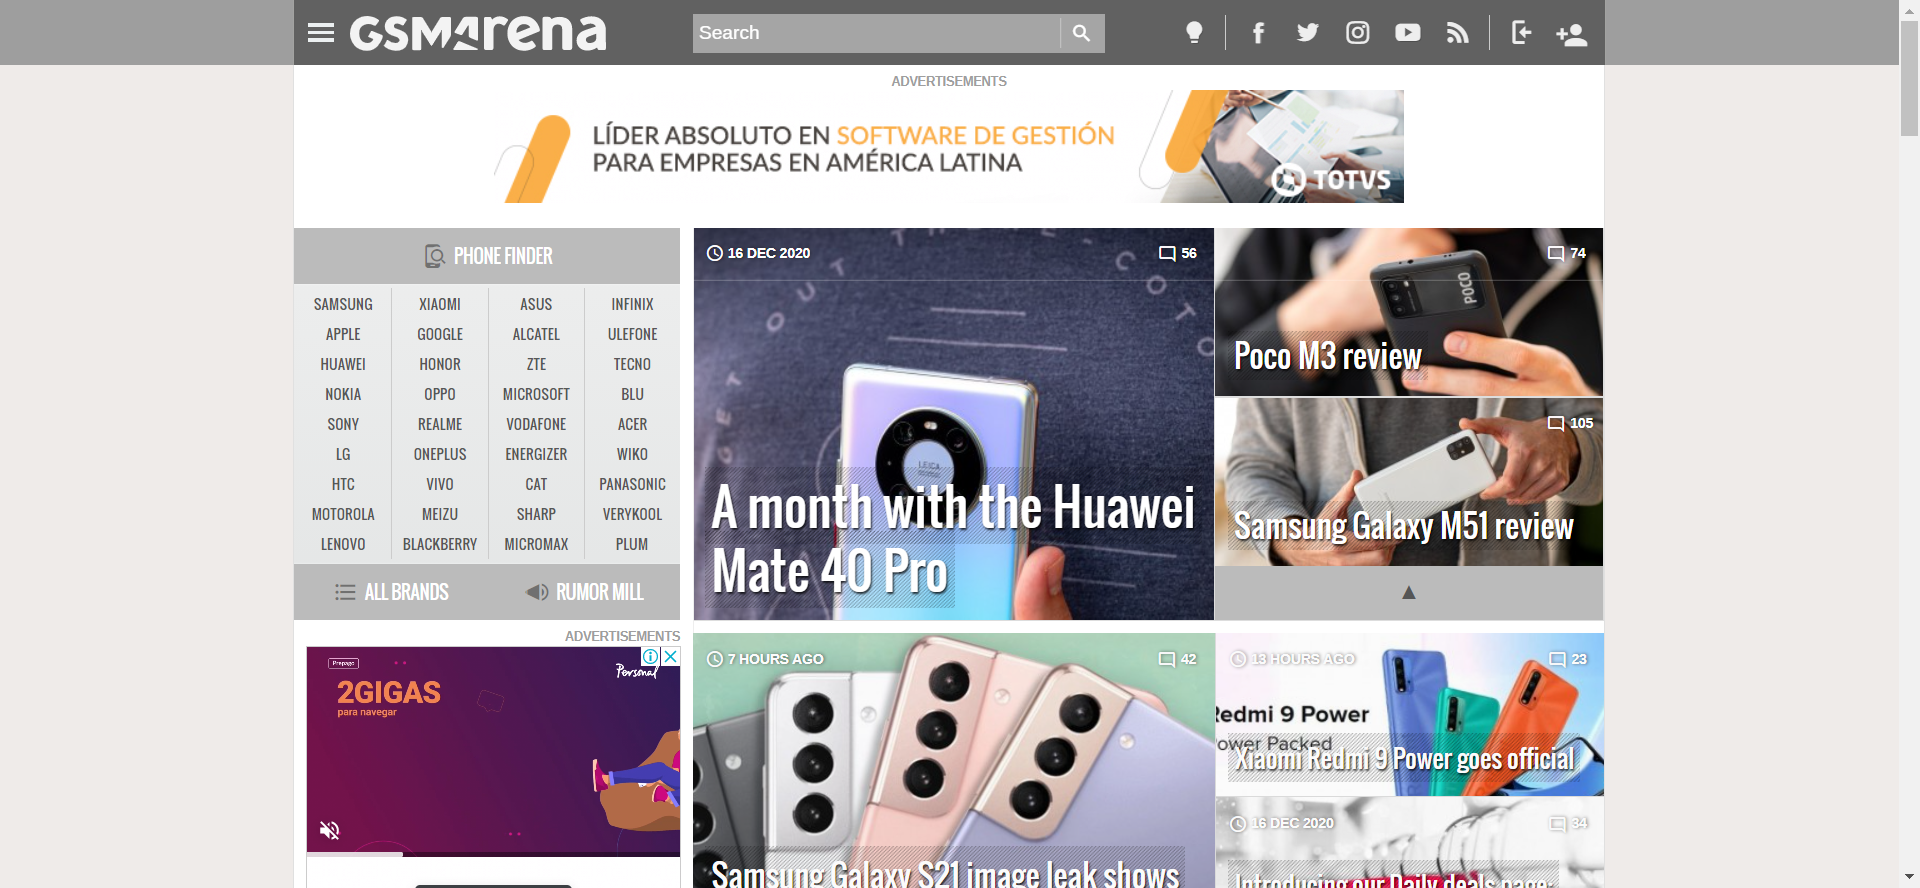 GSMArena
Search
ADVERTISEMENTS
LÍDER ABSOLUTO EN SOFTWARE DE GESTIÓN
PARA EMPRESAS EN AMÉRICA LATINA
TOTVS
PHONE FINDER
SAMSUNG XIAOMI ASUS INFINIX
APPLE GOOGLE ALCATEL ULEFONE
HUAWEI HONOR ZTE TECNO
NOKIA OPPO MICROSOFT BLU
SONY REALME VODAFONE ACER
LG ONEPLUS ENERGIZER WIKO
HTC VIVO CAT PANASONIC
MOTOROLA MEIZU SHARP VERYKOOL
LENOVO BLACKBERRY MICROMAX PLUM
ALL BRANDS RUMOR MILL
ADVERTISEMENTS
Prepago
Personal
2GIGAS
para navegar
16 DEC 2020 56
LEICA
A month with the Huawei
Mate 40 Pro
74
POCO
Poco M3 review
105
Samsung Galaxy M51 review
7 HOURS AGO 42
Samsung Galaxy S21 image leak shows
13 HOURS AGO 23
Redmi 9 Power
ower Packed
Xiaomi Redmi 9 Power goes official
16 DEC 2020 34
Introducing our Daily deals page: